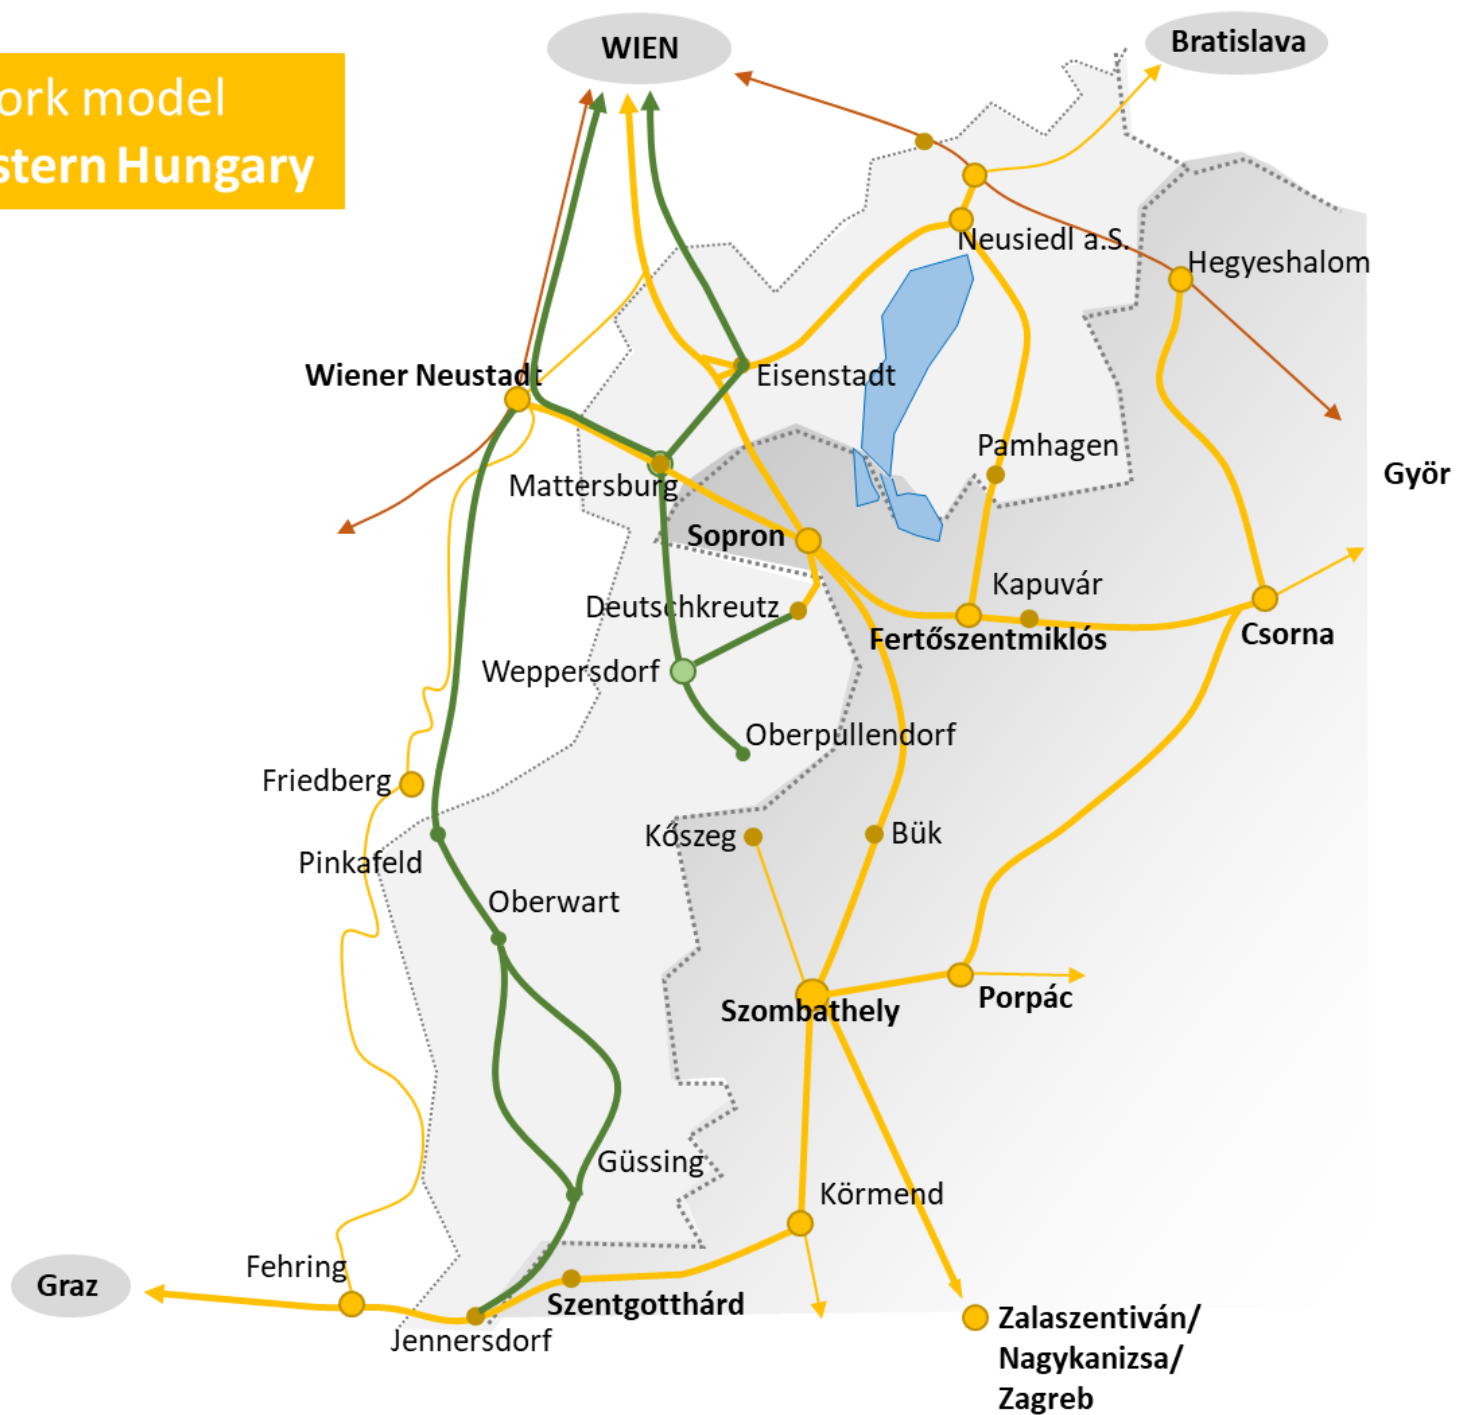 WIEN
Bratislava
ork model
stern Hungary
Neusiedl a.S.
Hegyeshalom
Wiener Neustadt
Eisenstadt
Pamhagen
Györ
Mattersburg
Sopron
Kapuvár
Deutschkreutz
Fertőszentmiklós
Csorna
Weppersdorf
Oberpullendorf
Friedberg
Kőszeg
Bük
Pinkafeld
Oberwart
Szombathely
Porpác
Güssing
Körmend
Fehring
Graz
Szentgotthárd
Jennersdorf
Zalaszentiván/
Nagykanizsa/
Zagreb